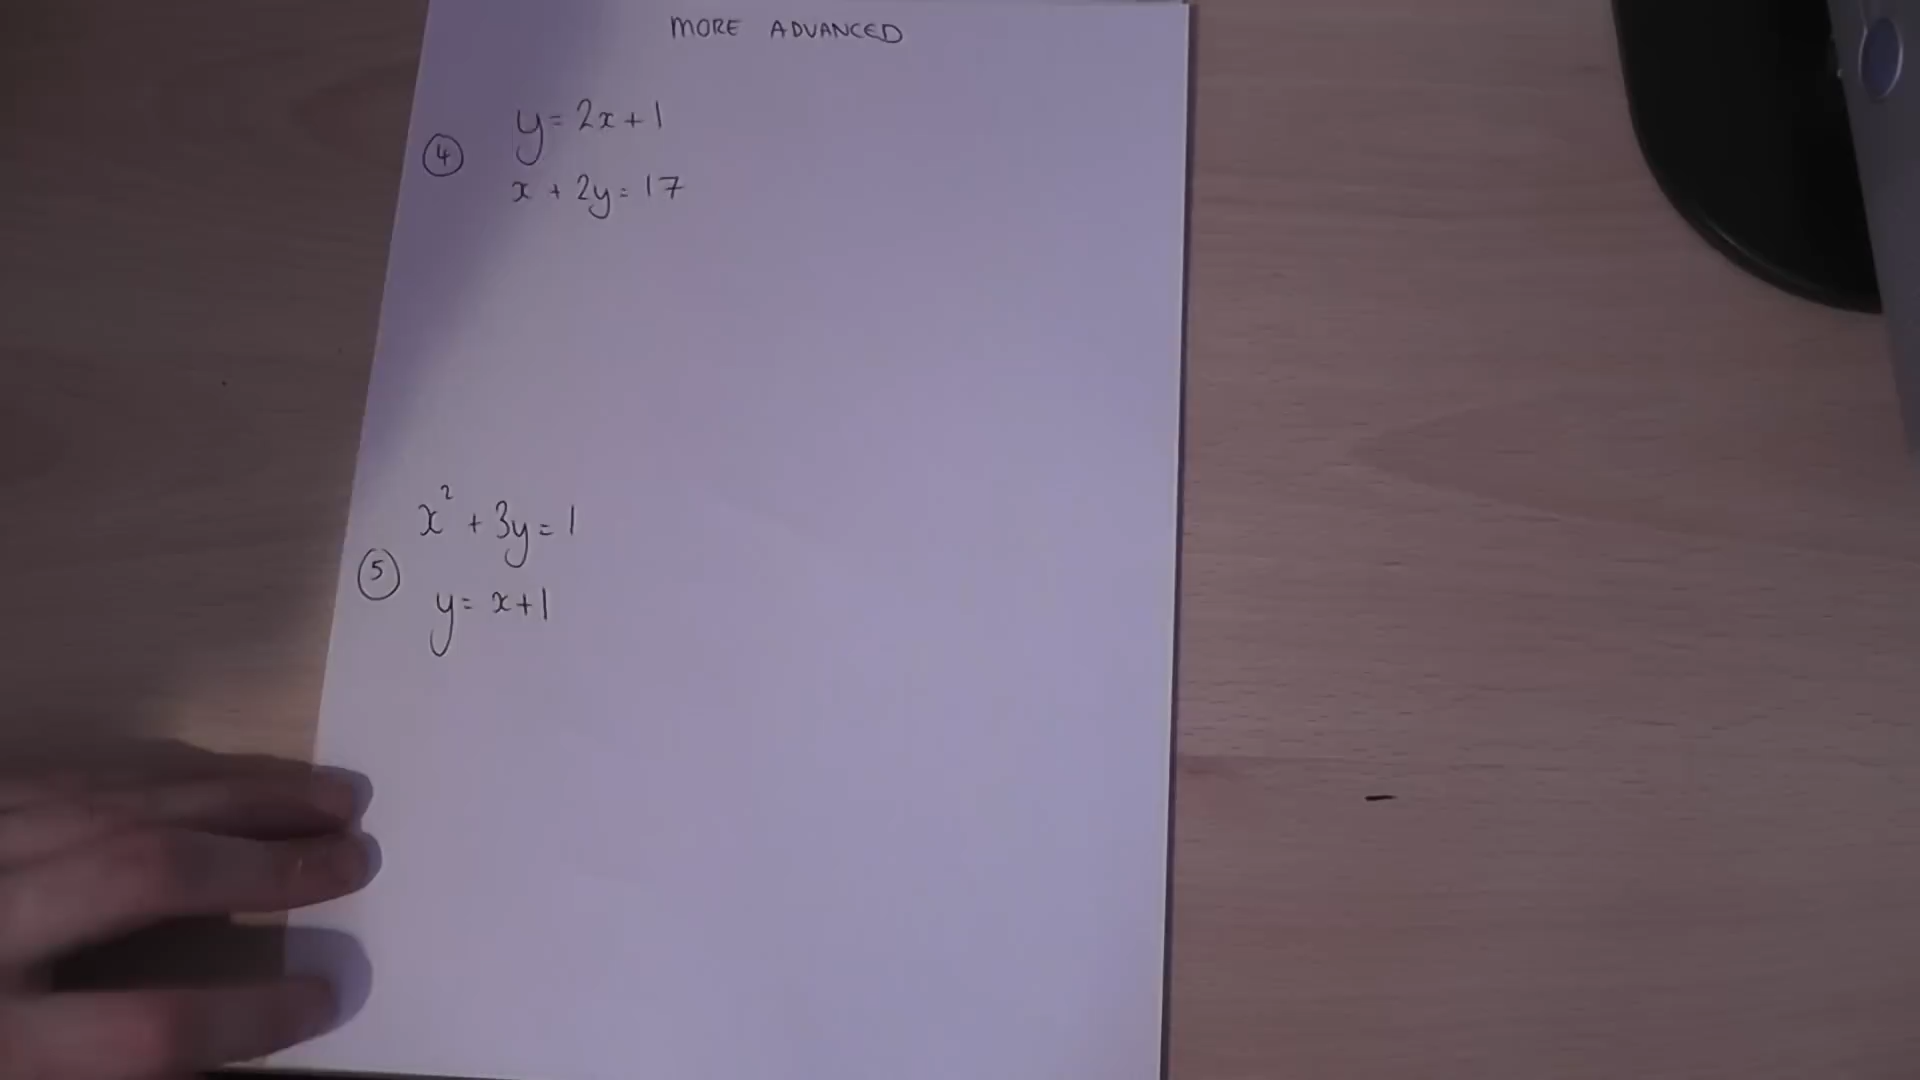 MORE ADVANCED
y = 2x + 1
④
x + 2y = 17
x² + 3y = 1
⑤
y = x + 1